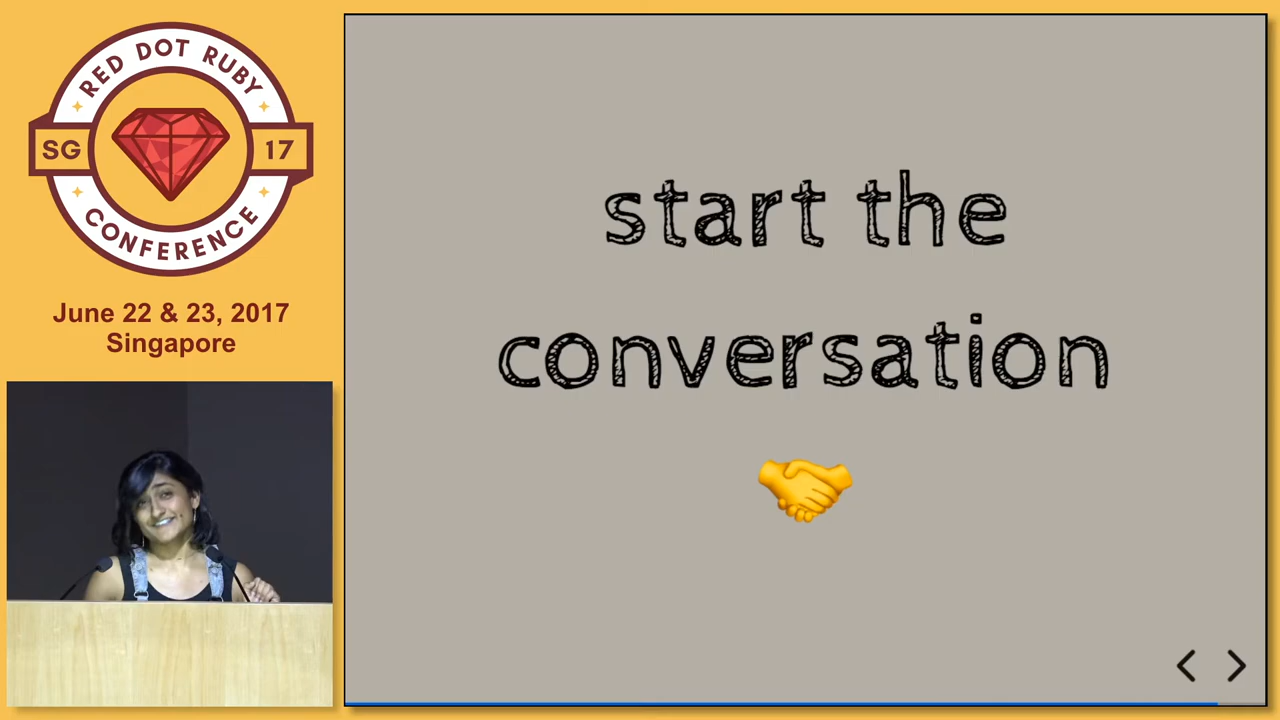 RED DOT RUBY
SG 17
CONFERENCE
June 22 & 23, 2017
Singapore
start the
conversation